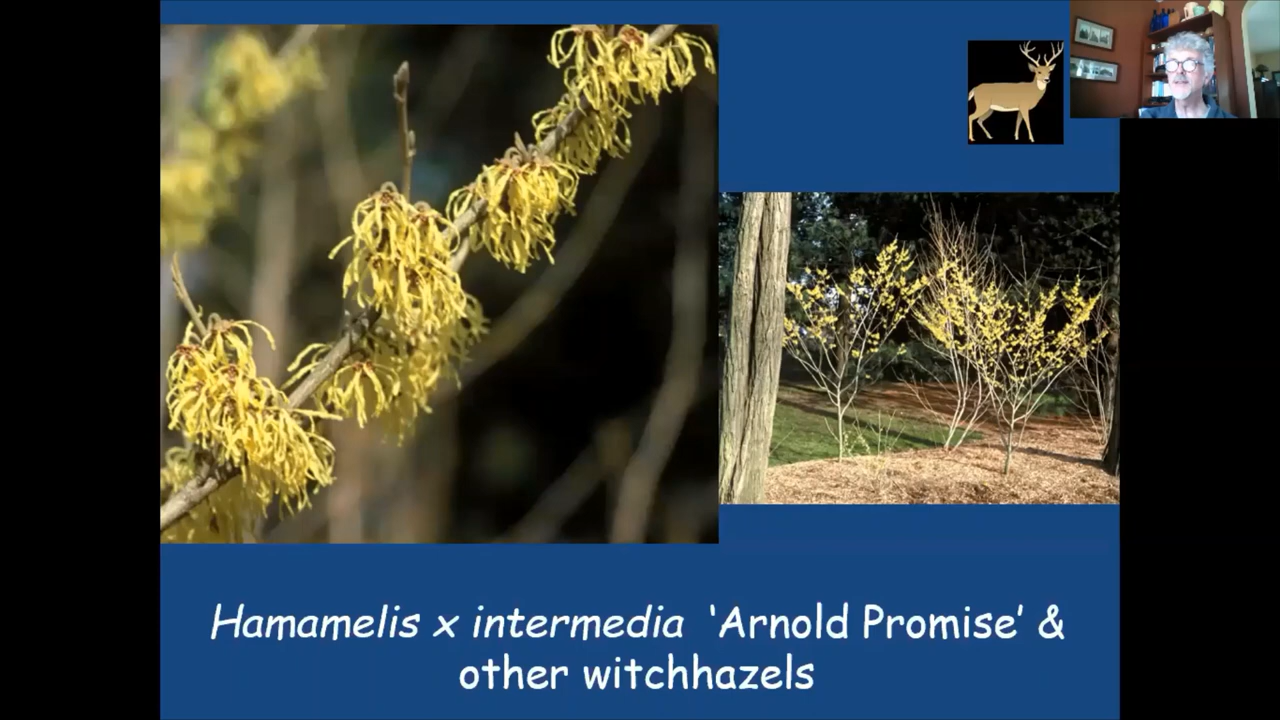 Hamamelis x intermedia ‘Arnold Promise’ &
other witchhazels